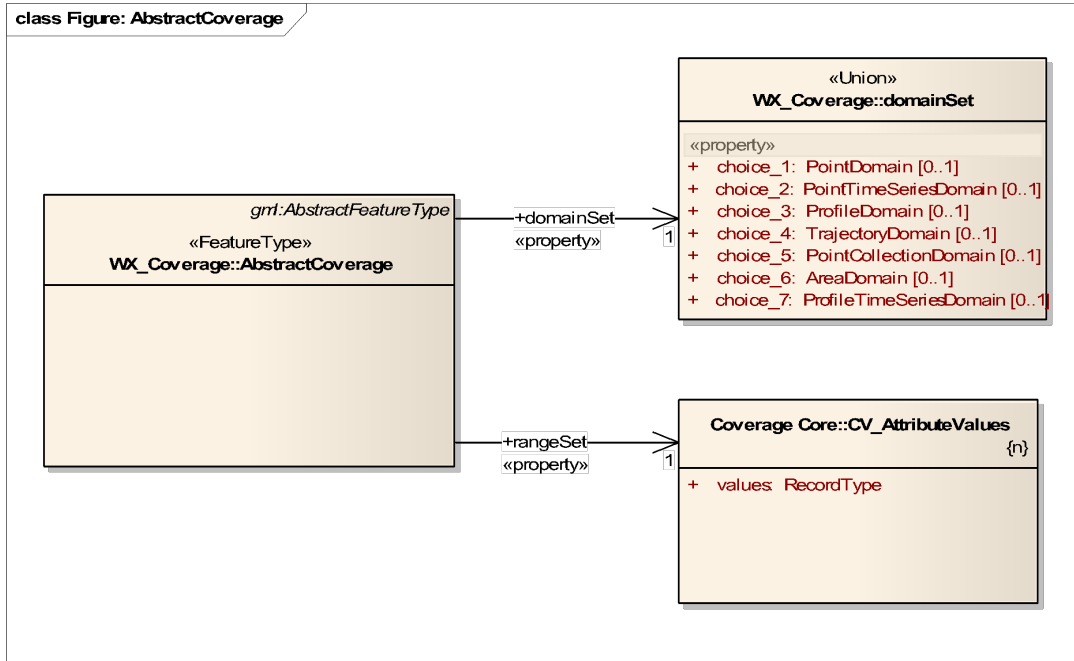 class Figure: AbstractCoverage
«Union»
WX_Coverage::domainSet
«property»
+ choice_1: PointDomain [0..1]
+ choice_2: PointTimeSeriesDomain [0..1]
+ choice_3: ProfileDomain [0..1]
+ choice_4: TrajectoryDomain [0..1]
+ choice_5: PointCollectionDomain [0..1]
+ choice_6: AreaDomain [0..1]
+ choice_7: ProfileTimeSeriesDomain [0..1]
gml:AbstractFeatureType
«FeatureType»
WX_Coverage::AbstractCoverage
+domainSet
«property»
1
+rangeSet
«property»
1
Coverage Core::CV_AttributeValues
{n}
+ values: RecordType